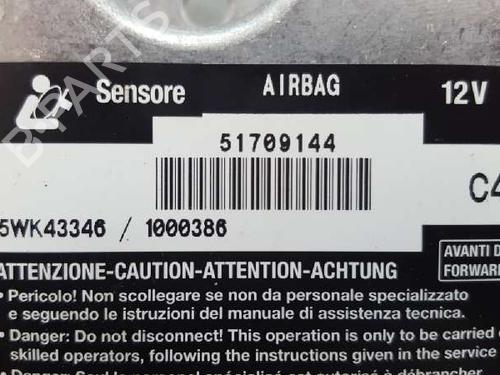 Sensore AIRBAG 12V
51709144
C4
5WK43346 / 1000386
AVANTI D
FORWARD
ATTENZIONE-CAUTION-ATTENTION-ACHTUNG
• Pericolo! Non scollegare se non da personale specializzato
e seguendo le istruzioni del manuale di assistenza tecnica.
• Danger: Do not disconnect! This operation is only to be carried o
skilled operators, following the instructions given in the service
B-PARTS